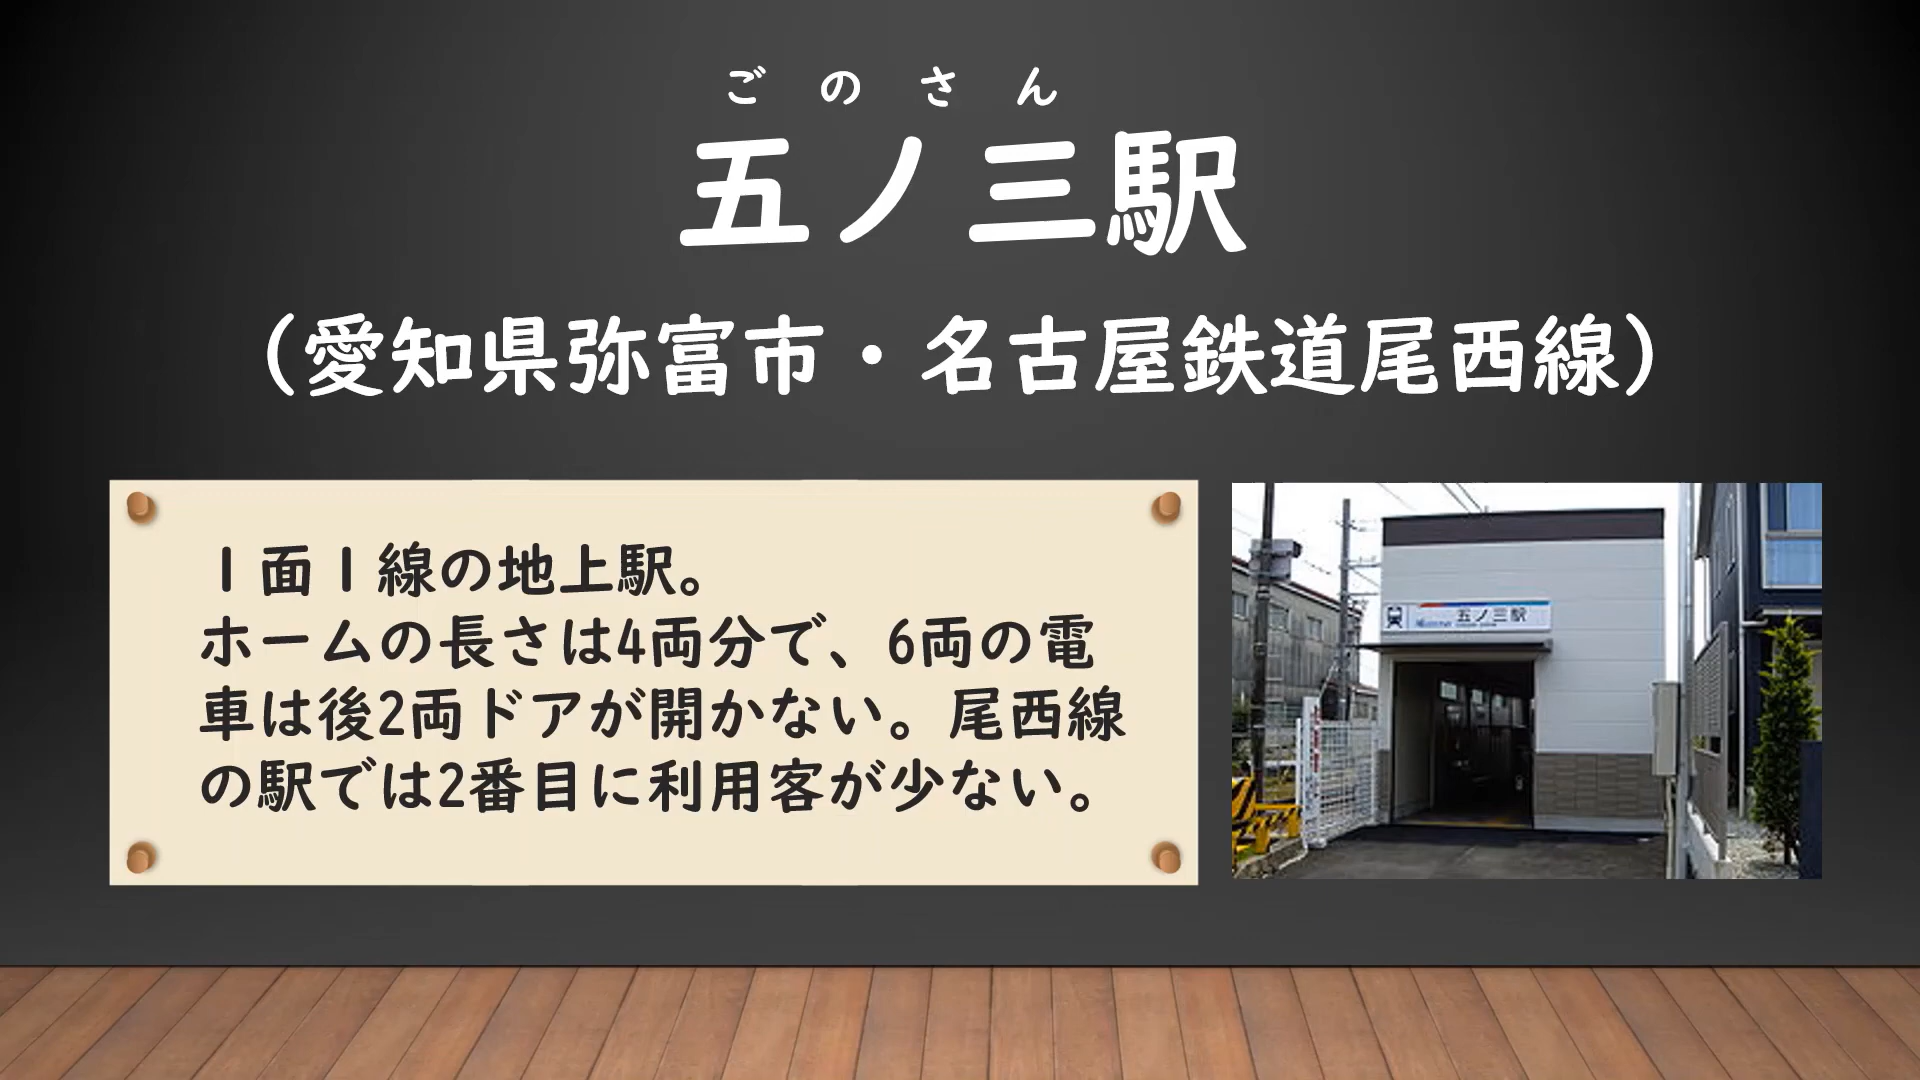 ごのさん
五ノ三駅
（愛知県弥富市・名古屋鉄道尾西線）
1面1線の地上駅。
ホームの長さは4両分で、6両の電
車は後2両ドアが開かない。尾西線
の駅では2番目に利用客が少ない。
五ノ三駅